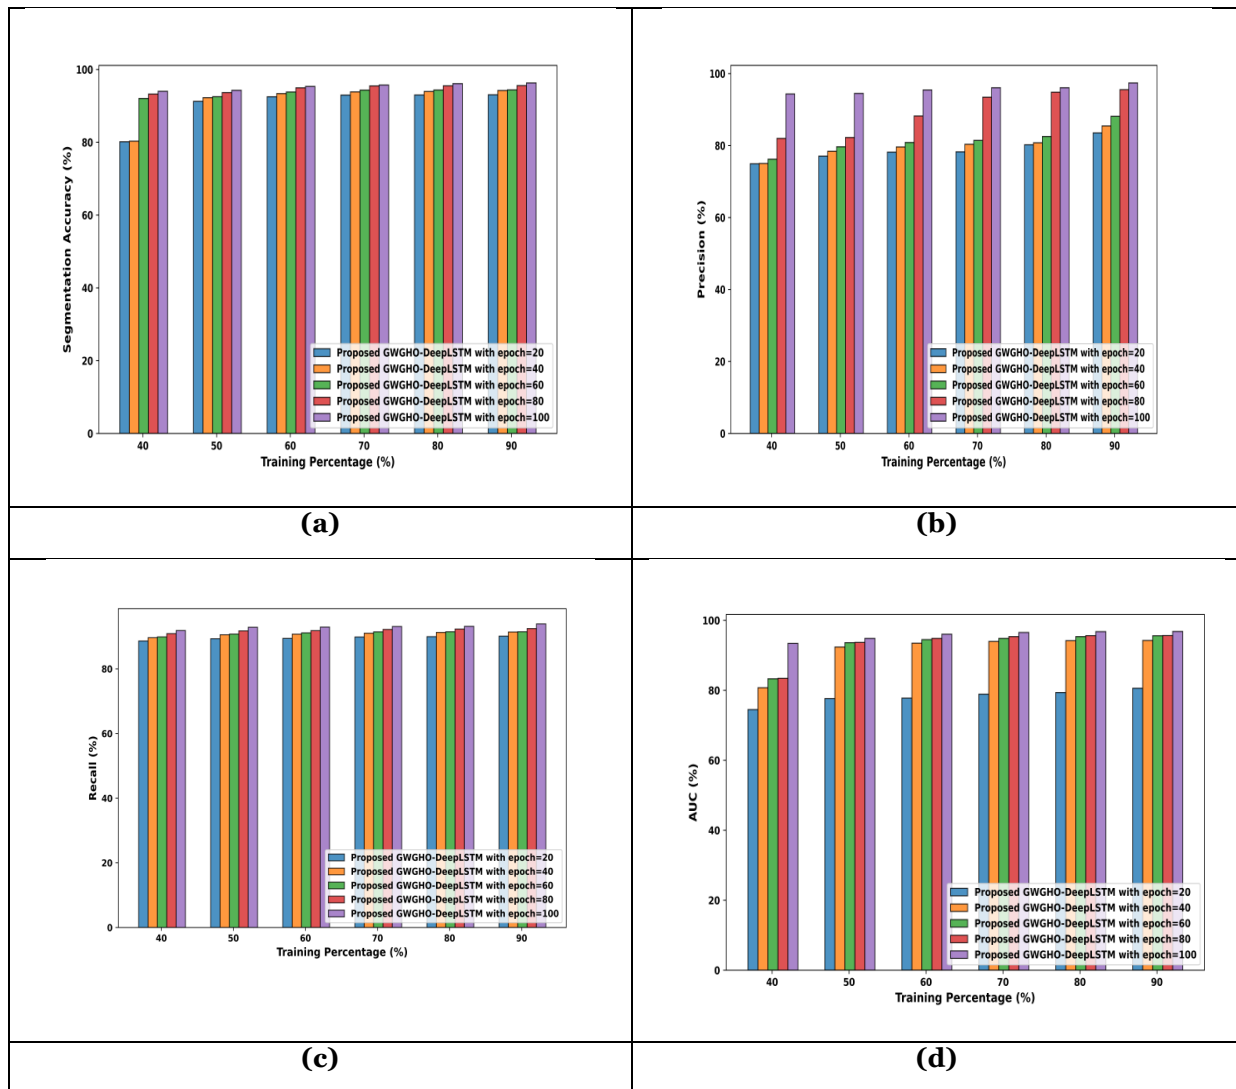 100
80
60
40
20
0
Segmentation Accuracy (%)
Proposed GWGHO-DeepLSTM with epoch=20
Proposed GWGHO-DeepLSTM with epoch=40
Proposed GWGHO-DeepLSTM with epoch=60
Proposed GWGHO-DeepLSTM with epoch=80
Proposed GWGHO-DeepLSTM with epoch=100
40 50 60 70 80 90
Training Percentage (%)
(a)
100
80
60
40
20
0
Precision (%)
Proposed GWGHO-DeepLSTM with epoch=20
Proposed GWGHO-DeepLSTM with epoch=40
Proposed GWGHO-DeepLSTM with epoch=60
Proposed GWGHO-DeepLSTM with epoch=80
Proposed GWGHO-DeepLSTM with epoch=100
40 50 60 70 80 90
Training Percentage (%)
(b)
80
60
40
20
0
Recall (%)
Proposed GWGHO-DeepLSTM with epoch=20
Proposed GWGHO-DeepLSTM with epoch=40
Proposed GWGHO-DeepLSTM with epoch=60
Proposed GWGHO-DeepLSTM with epoch=80
Proposed GWGHO-DeepLSTM with epoch=100
40 50 60 70 80 90
Training Percentage (%)
(c)
100
80
60
40
20
0
AUC (%)
Proposed GWGHO-DeepLSTM with epoch=20
Proposed GWGHO-DeepLSTM with epoch=40
Proposed GWGHO-DeepLSTM with epoch=60
Proposed GWGHO-DeepLSTM with epoch=80
Proposed GWGHO-DeepLSTM with epoch=100
40 50 60 70 80 90
Training Percentage (%)
(d)